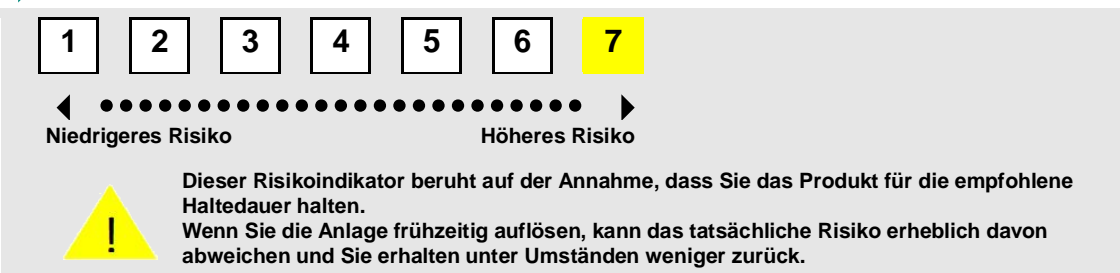 1 2 3 4 5 6 7
Niedrigeres Risiko Höheres Risiko
Dieser Risikoindikator beruht auf der Annahme, dass Sie das Produkt für die empfohlene
Haltedauer halten.
Wenn Sie die Anlage frühzeitig auflösen, kann das tatsächliche Risiko erheblich davon
abweichen und Sie erhalten unter Umständen weniger zurück.
!